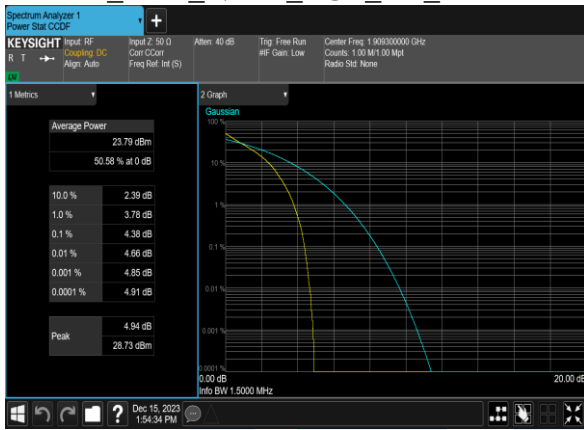 Spectrum Analyzer 1
Power Stat CCDF
KEYSIGHT
R T
LXI
Input: RF
Coupling: DC
Align: Auto
Input Z: 50 Ω
Corr CCorr
Freq Ref: Int (S)
Atten: 40 dB
Trig: Free Run
#IF Gain: Low
Center Freq: 1.909300000 GHz
Counts: 1.00 M/1.00 Mpt
Radio Std: None
1 Metrics
Average Power
23.79 dBm
50.58 % at 0 dB
10.0 % 2.39 dB
1.0 % 3.78 dB
0.1 % 4.38 dB
0.01 % 4.66 dB
0.001 % 4.85 dB
0.0001 % 4.91 dB
Peak
4.94 dB
28.73 dBm
2 Graph
Gaussian
100 %
10 %
1 %
0.1 %
0.01 %
0.001 %
0.0001 %
0.00 dB 20.00 dB
Info BW 1.5000 MHz
Dec 15, 2023
1:54:34 PM